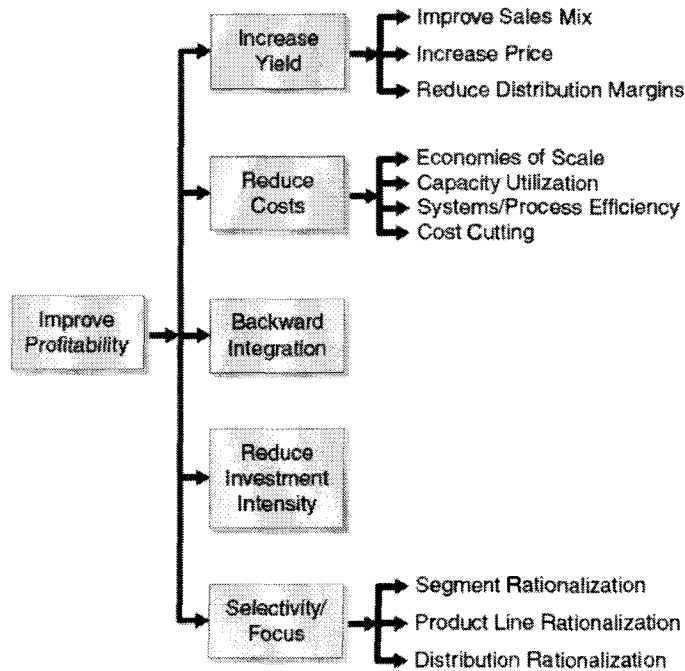 Increase
Yield
Improve Sales Mix
Increase Price
Reduce Distribution Margins
Reduce
Costs
Economies of Scale
Capacity Utilization
Systems/Process Efficiency
Cost Cutting
Improve
Profitability
Backward
Integration
Reduce
Investment
Intensity
Selectivity/
Focus
Segment Rationalization
Product Line Rationalization
Distribution Rationalization